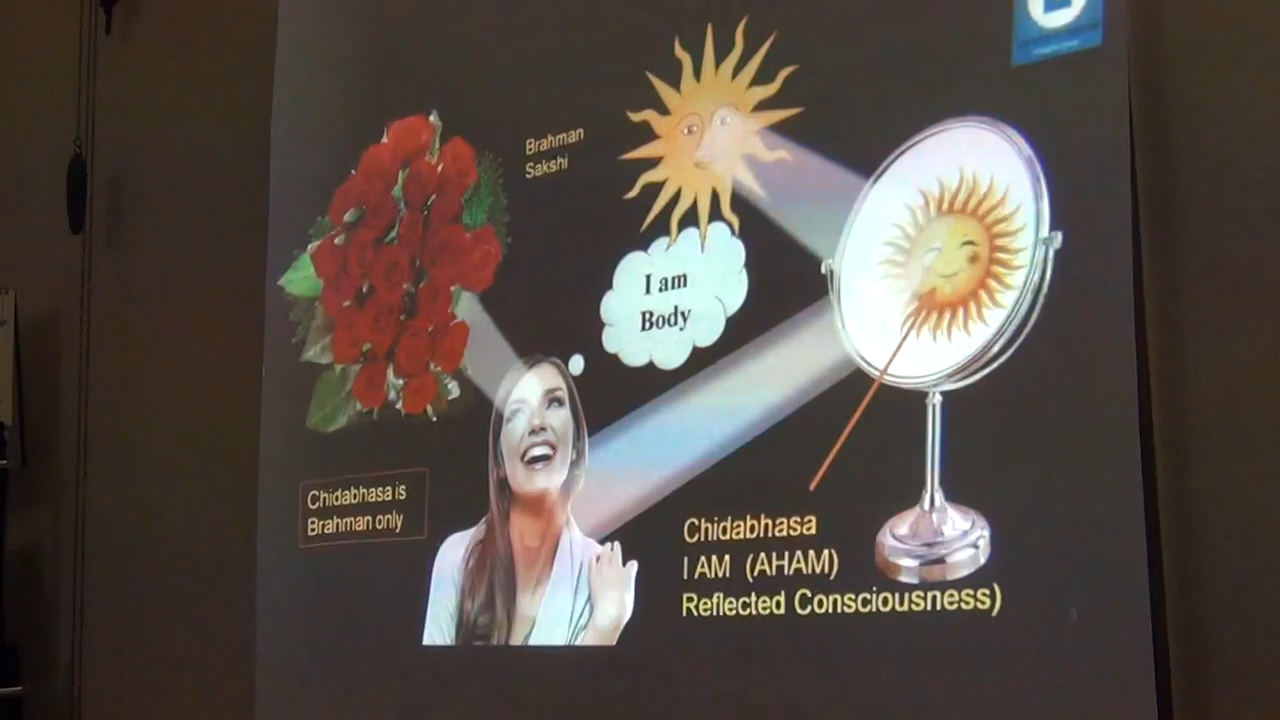 Brahman
Sakshi
I am
Body
Chidabhasa is
Brahman only
Chidabhasa
I AM (AHAM)
Reflected Consciousness)